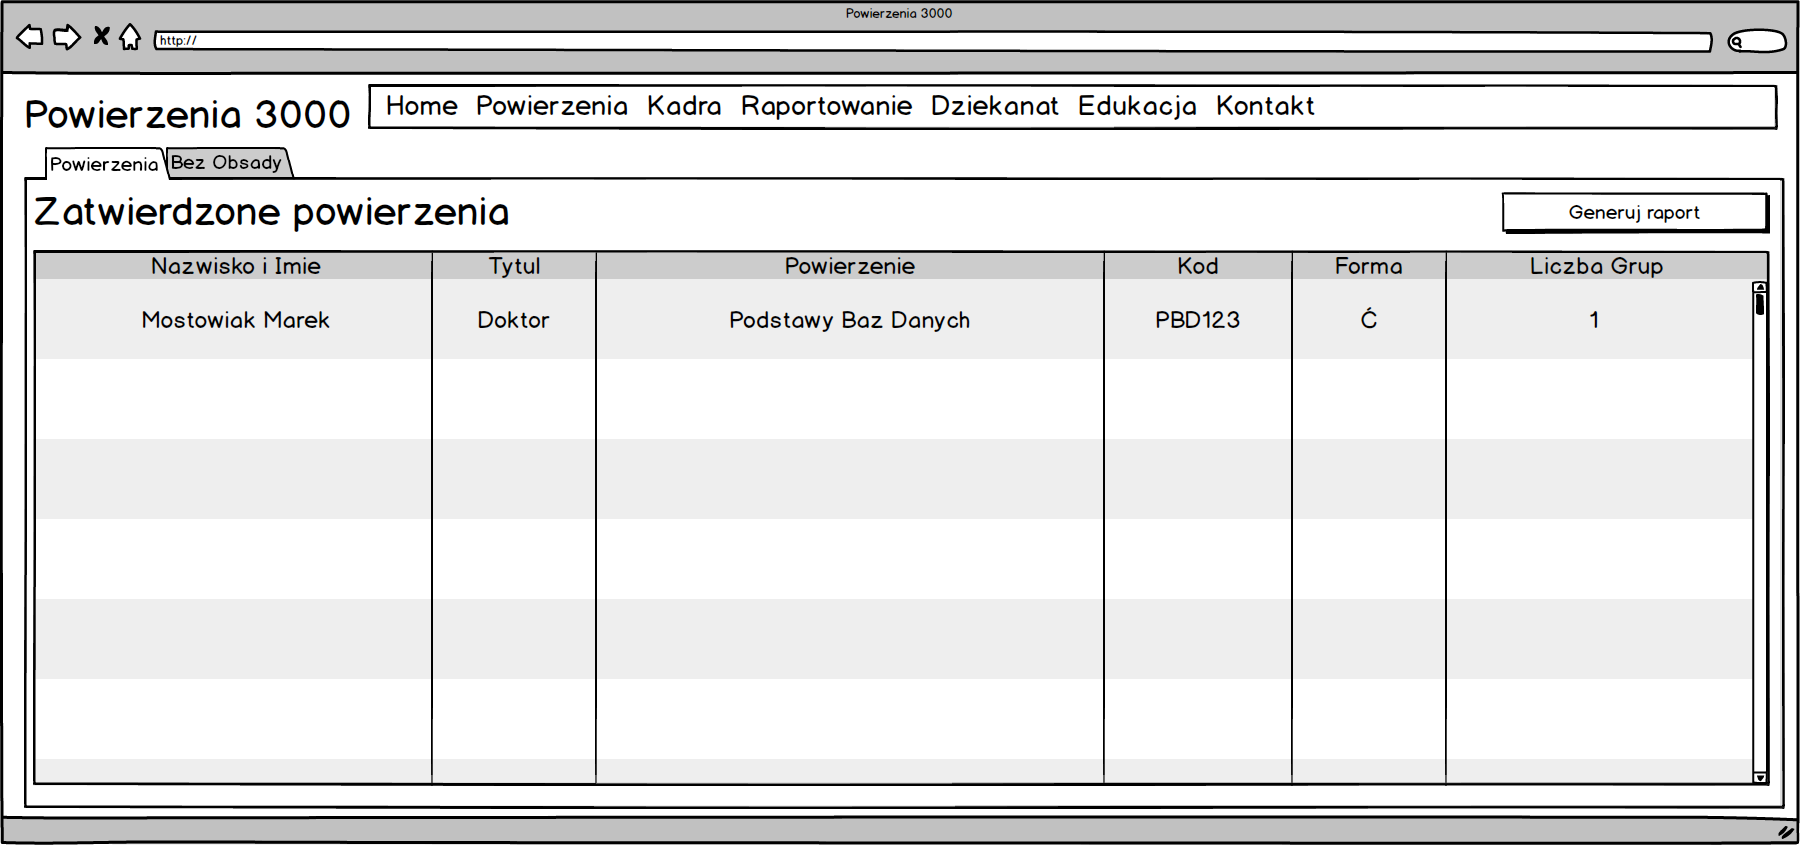 Powierzenia 3000
http://
Powierzenia 3000
Home Powierzenia Kadra Raportowanie Dziekanat Edukacja Kontakt
Powierzenia Bez Obsady
Zatwierdzone powierzenia
Generuj raport
Nazwisko i Imie Tytul Powierzenie Kod Forma Liczba Grup
Mostowiak Marek Doktor Podstawy Baz Danych PBD123 Ć 1